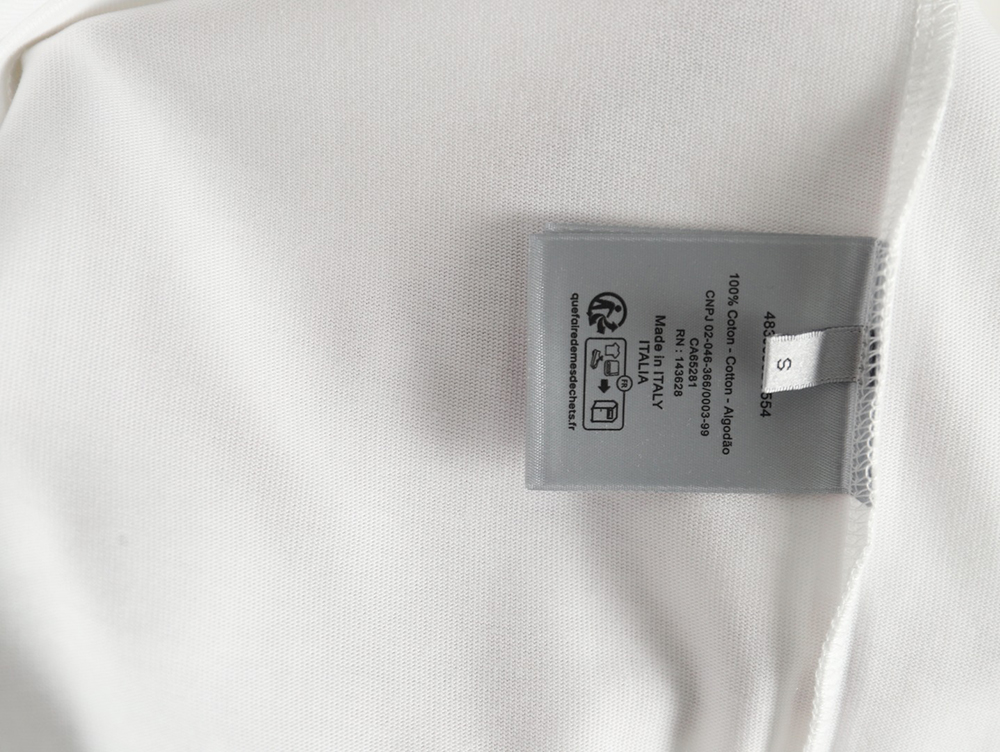 S
100% Coton - Cotton - Algodão
CNPJ 02-046-366/0003-99
CA65281
RN : 143628
Made in ITALY
ITALIA
FR
quefairedemesdechets.fr